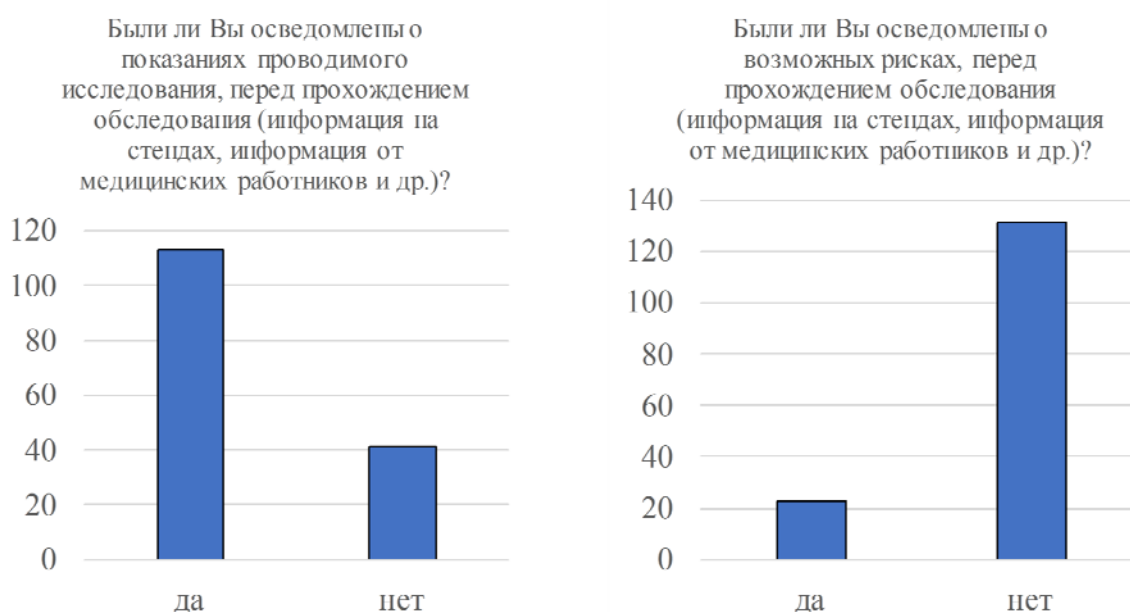 Были ли Вы осведомлены о
показаниях проводимого
исследования, перед прохождением
обследования (информация на
стендах, информация от
медицинских работников и др.)?
120
100
80
60
40
20
0
да нет
Были ли Вы осведомлены о
возможных рисках, перед
прохождением обследования
(информация на стендах, информация
от медицинских работников и др.)?
140
120
100
80
60
40
20
0
да нет